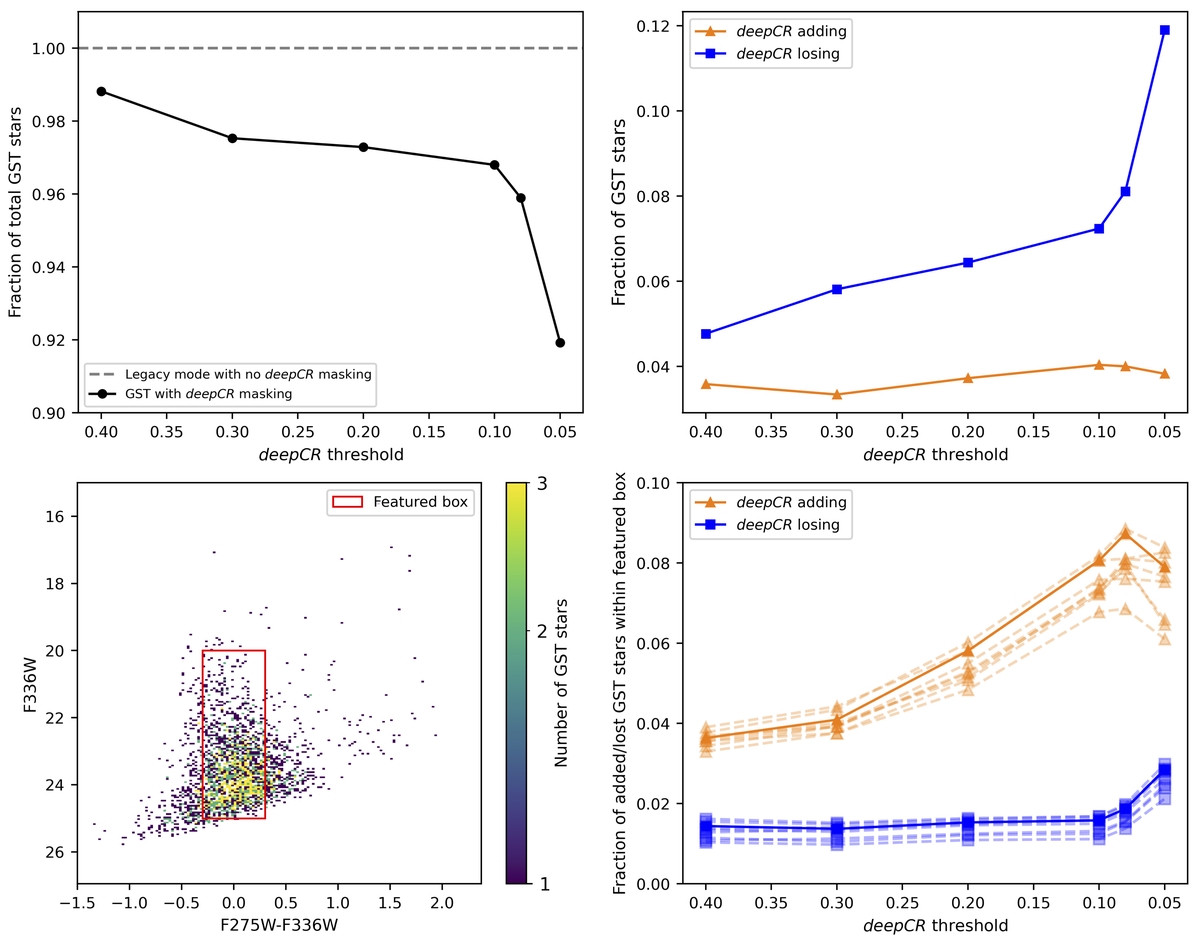 1.00
0.98
0.96
0.94
0.92
0.90
Fraction of total GST stars
Legacy mode with no deepCR masking
GST with deepCR masking
0.40 0.35 0.30 0.25 0.20 0.15 0.10 0.05
deepCR threshold
0.12
0.10
0.08
0.06
0.04
Fraction of GST stars
deepCR adding
deepCR losing
0.40 0.35 0.30 0.25 0.20 0.15 0.10 0.05
deepCR threshold
16
18
20
22
24
26
F336W
Featured box
−1.5 −1.0 −0.5 0.0 0.5 1.0 1.5 2.0
F275W-F336W
3
2
1
Number of GST stars
0.10
0.08
0.06
0.04
0.02
0.00
Fraction of added/lost GST stars within featured box
deepCR adding
deepCR losing
0.40 0.35 0.30 0.25 0.20 0.15 0.10 0.05
deepCR threshold